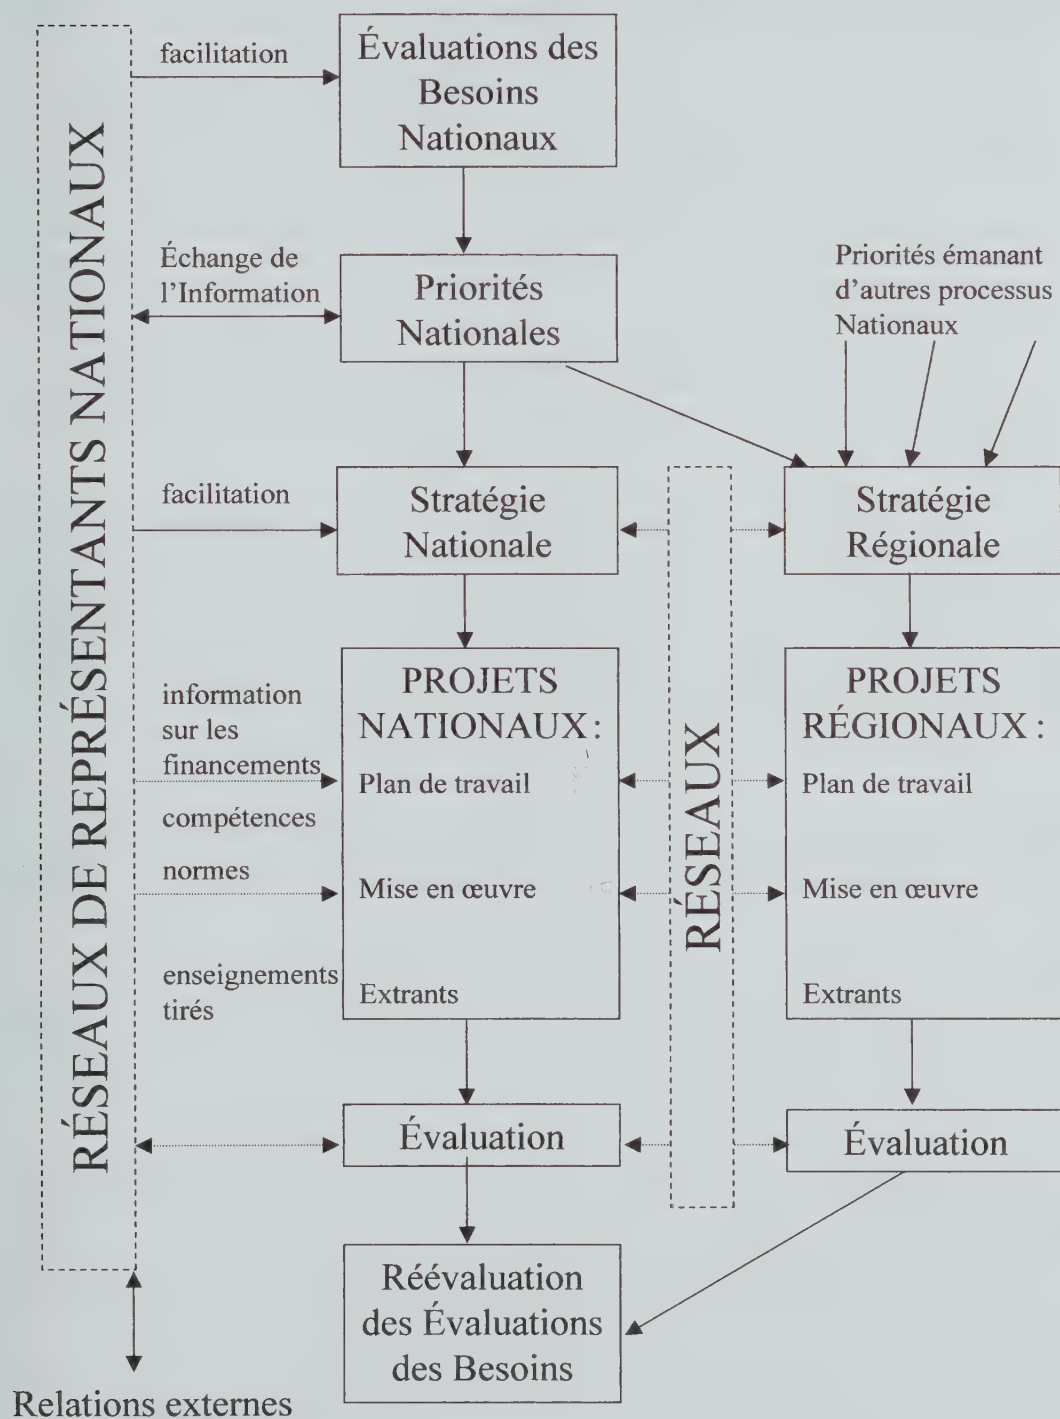 RÉSEAUX DE REPRÉSENTANTS NATIONAUX
facilitation
Évaluations des
Besoins
Nationaux
Échange de
l'Information
Priorités
Nationales
Priorités émanant
d'autres processus
Nationaux
facilitation
Stratégie
Nationale
Stratégie
Régionale
RÉSEAUX
information
sur les
financements
compétences
normes
enseignements
tirés
PROJETS
NATIONAUX :
Plan de travail
Mise en œuvre
Extrants
PROJETS
RÉGIONAUX :
Plan de travail
Mise en œuvre
Extrants
Évaluation
Évaluation
Réévaluation
des Évaluations
des Besoins
Relations externes